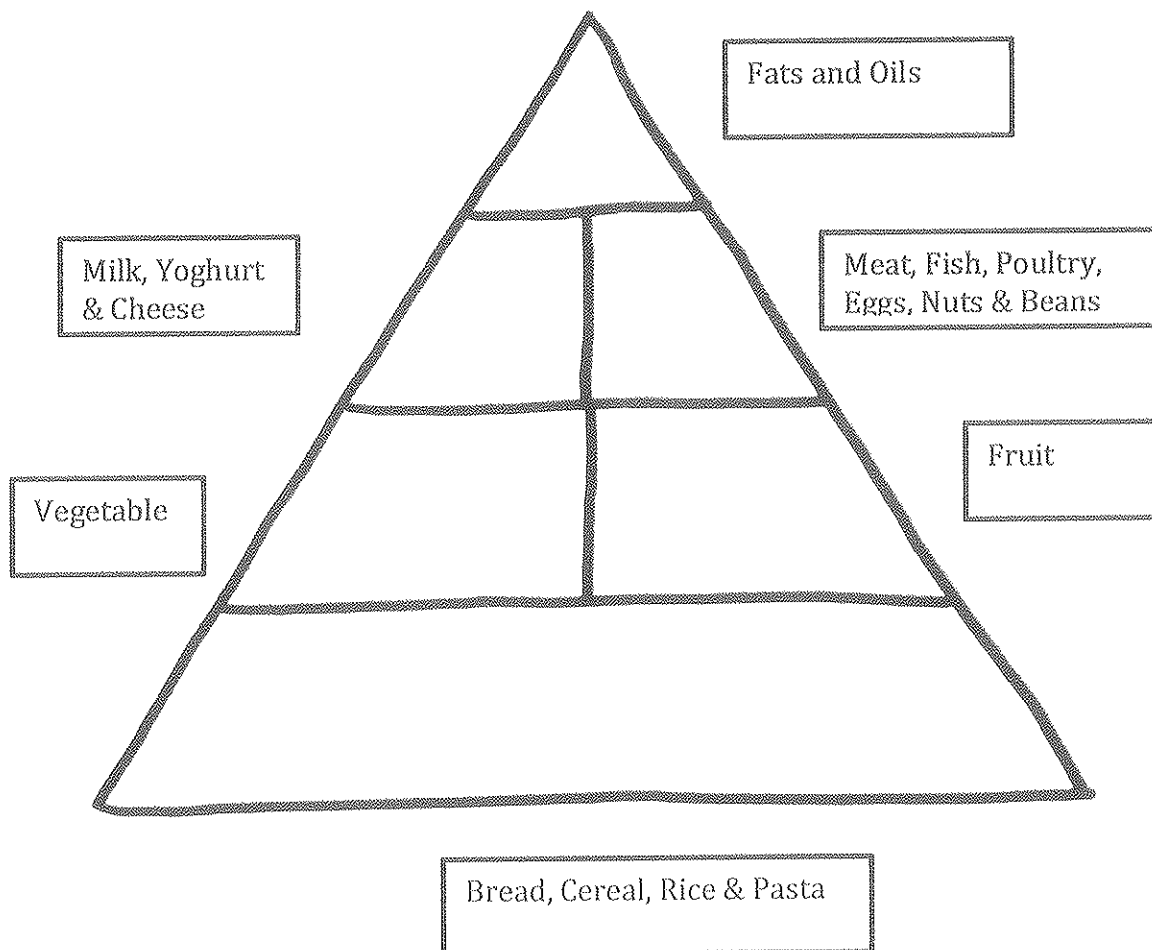 Fats and Oils
Milk, Yoghurt
& Cheese
Meat, Fish, Poultry,
Eggs, Nuts & Beans
Vegetable
Fruit
Bread, Cereal, Rice & Pasta